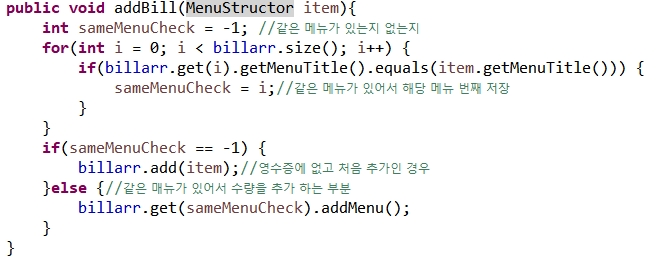 public void addBill(MenuStructor item){
int sameMenuCheck = -1; //같은 메뉴가 있는지 없는지
for(int i = 0; i < billarr.size(); i++) {
if(billarr.get(i).getMenuTitle().equals(item.getMenuTitle())) {
sameMenuCheck = i;//같은 메뉴가 있어서 해당 메뉴 번째 저장
}
}
if(sameMenuCheck == -1) {
billarr.add(item);//영수증에 없고 처음 추가인 경우
}else {//같은 매뉴가 있어서 수량을 추가 하는 부분
billarr.get(sameMenuCheck).addMenu();
}
}